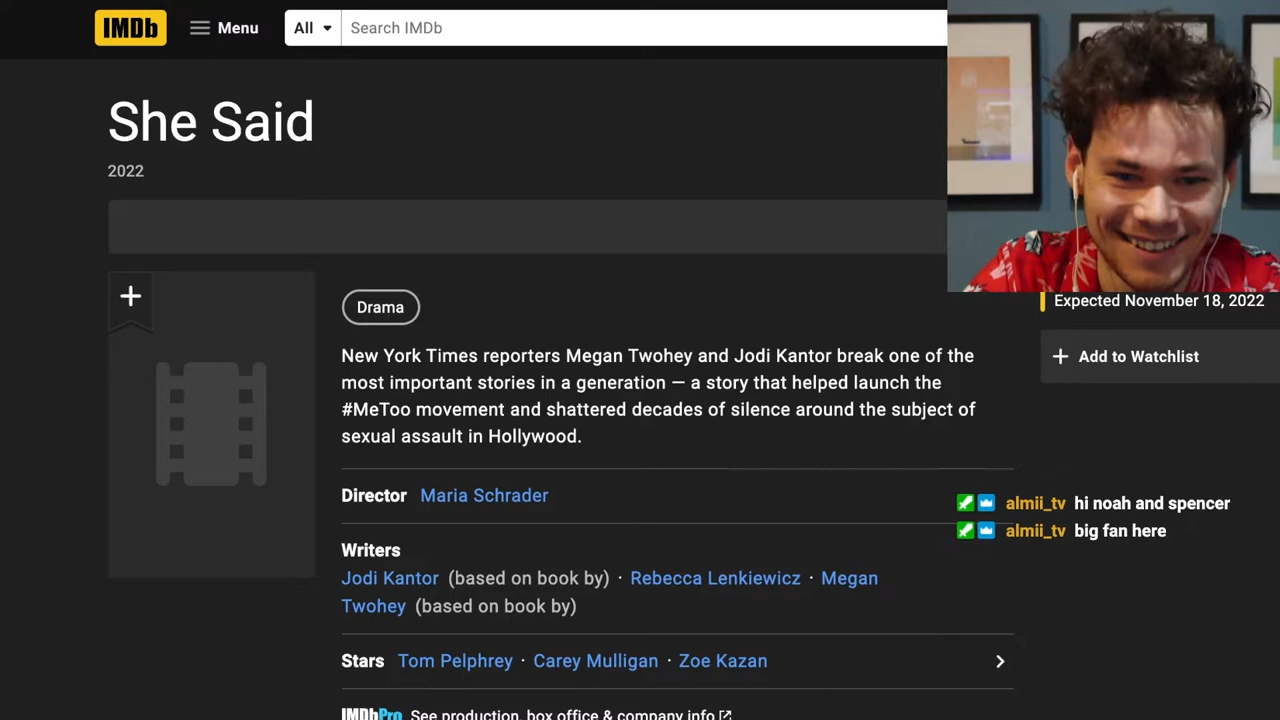 IMDb
Menu
All
Search IMDb
She Said
2022
Drama
Expected November 18, 2022
Add to Watchlist
New York Times reporters Megan Twohey and Jodi Kantor break one of the
most important stories in a generation — a story that helped launch the
#MeToo movement and shattered decades of silence around the subject of
sexual assault in Hollywood.
Director Maria Schrader
almii_tv hi noah and spencer
almii_tv big fan here
Writers
Jodi Kantor (based on book by) · Rebecca Lenkiewicz · Megan
Twohey (based on book by)
Stars Tom Pelphrey · Carey Mulligan · Zoe Kazan
IMDbPro See production, box office & company info